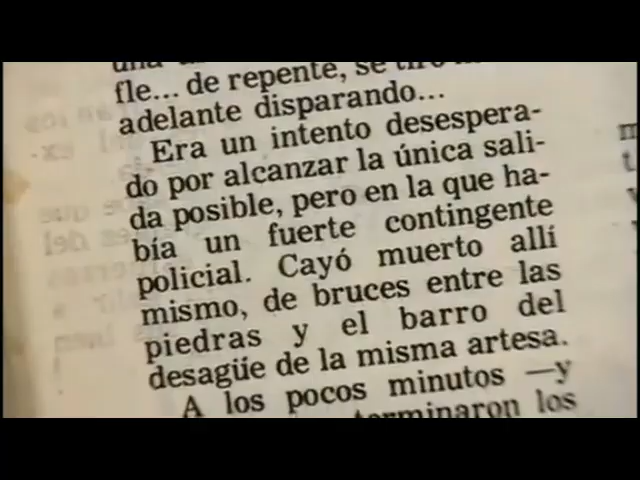 una
fle... de repente, se tiró
adelante disparando...
Era un intento desespera-
do por alcanzar la única sali-
da posible, pero en la que ha-
bía un fuerte contingente
policial. Cayó muerto allí
mismo, de bruces entre las
piedras y el barro del
desagüe de la misma artesa.
A los pocos minutos —y
terminaron los